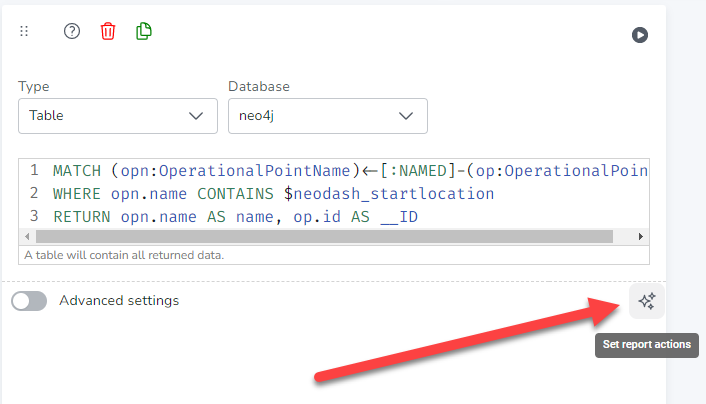 Type
Database
Table
neo4j
1 MATCH (opn:OperationalPointName)<-[:NAMED]-(op:OperationalPoin
2 WHERE opn.name CONTAINS $neodash_startlocation
3 RETURN opn.name AS name, op.id AS __ID
A table will contain all returned data.
Advanced settings
Set report actions